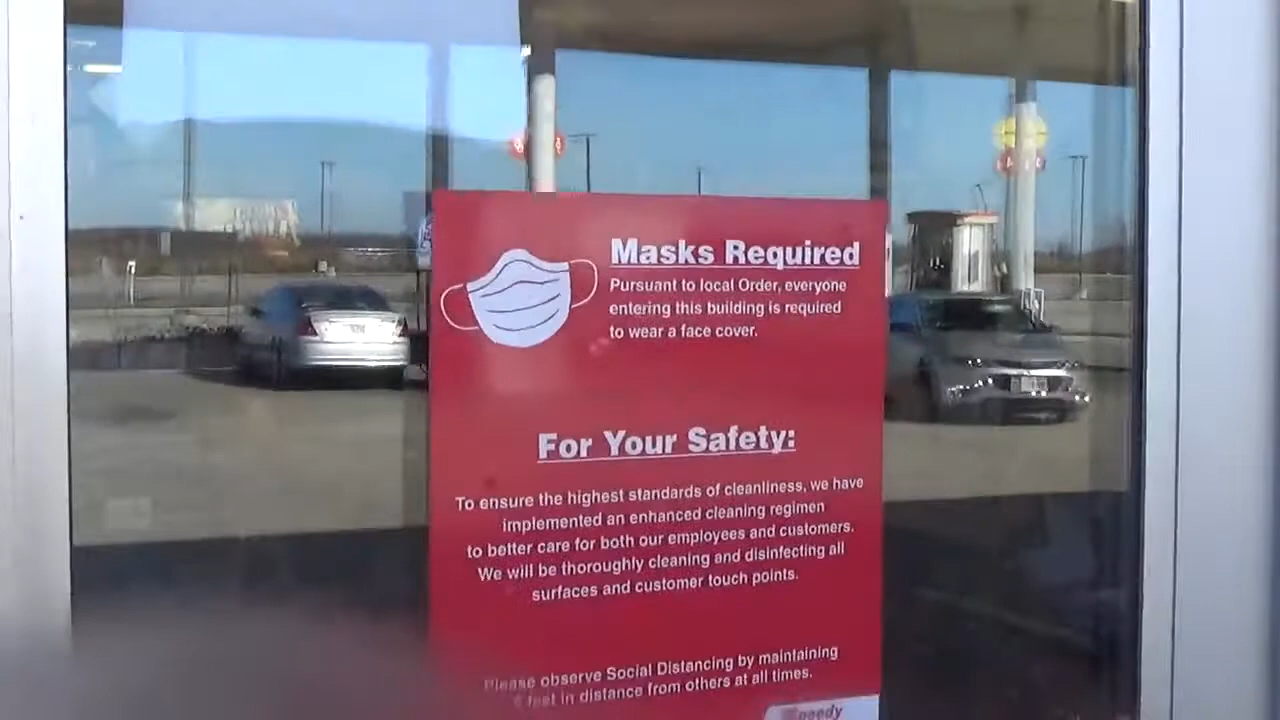 Masks Required
Pursuant to local Order, everyone
entering this building is required
to wear a face cover.
For Your Safety:
To ensure the highest standards of cleanliness, we have
implemented an enhanced cleaning regimen
to better care for both our employees and customers.
We will be thoroughly cleaning and disinfecting all
surfaces and customer touch points.
Please observe Social Distancing by maintaining
6 feet in distance from others at all times.
Speedy